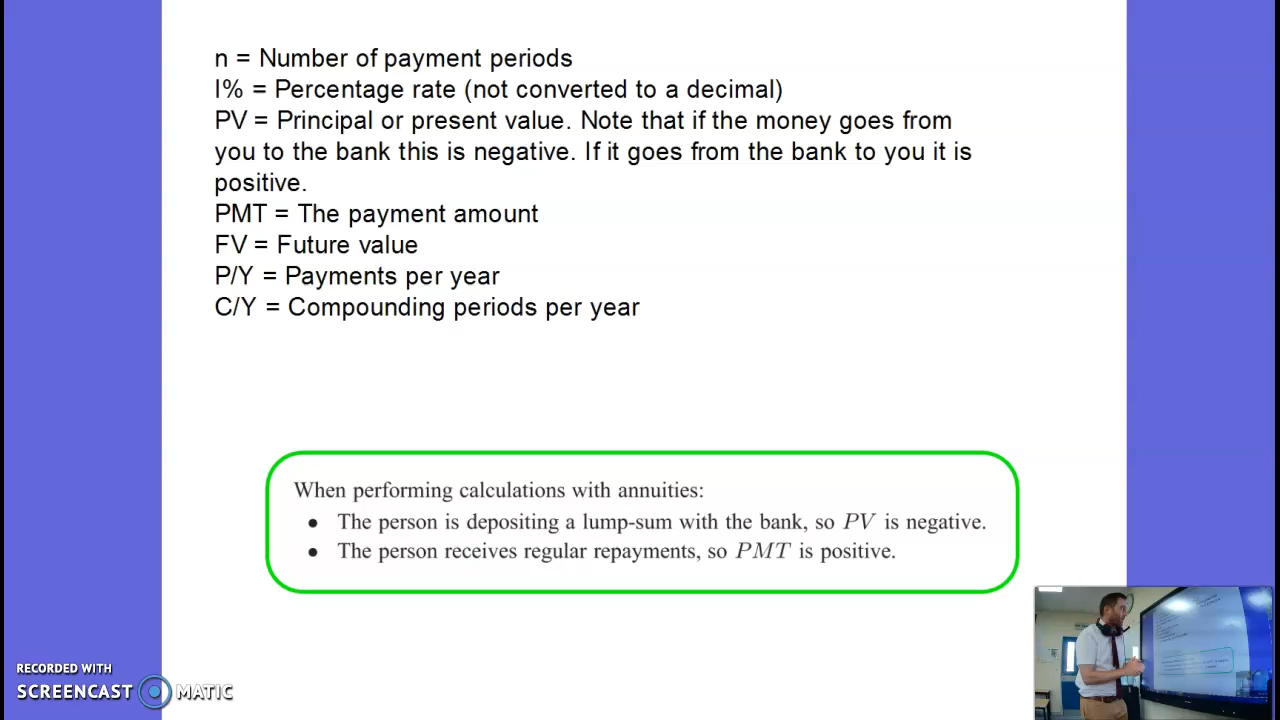 n = Number of payment periods
I% = Percentage rate (not converted to a decimal)
PV = Principal or present value. Note that if the money goes from
you to the bank this is negative. If it goes from the bank to you it is
positive.
PMT = The payment amount
FV = Future value
P/Y = Payments per year
C/Y = Compounding periods per year
When performing calculations with annuities:
• The person is depositing a lump-sum with the bank, so PV is negative.
• The person receives regular repayments, so PMT is positive.
RECORDED WITH
SCREENCAST MATIC